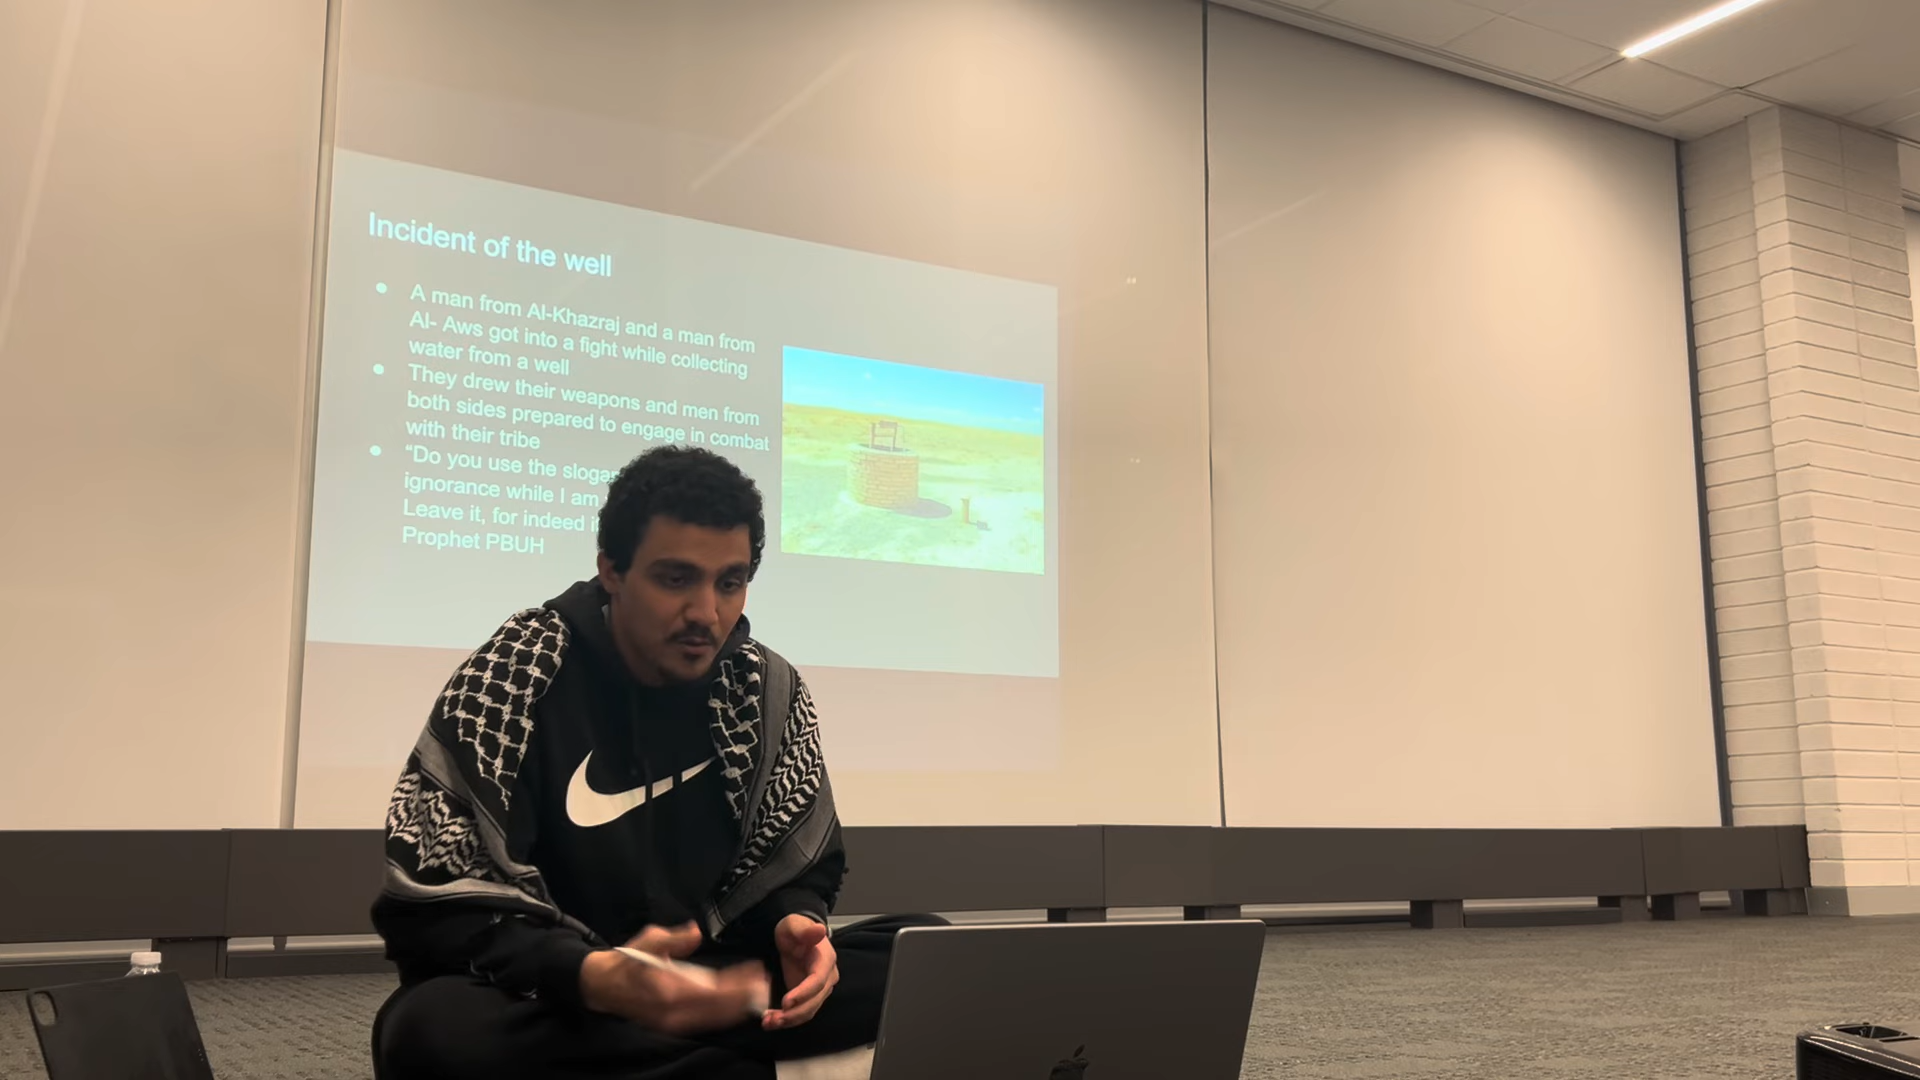 Incident of the well
● A man from Al-Khazraj and a man from
Al- Aws got into a fight while collecting
water from a well
● They drew their weapons and men from
both sides prepared to engage in combat
with their tribe
● “Do you use the
ignorance while I am
Leave it, for indeed
Prophet PBUH